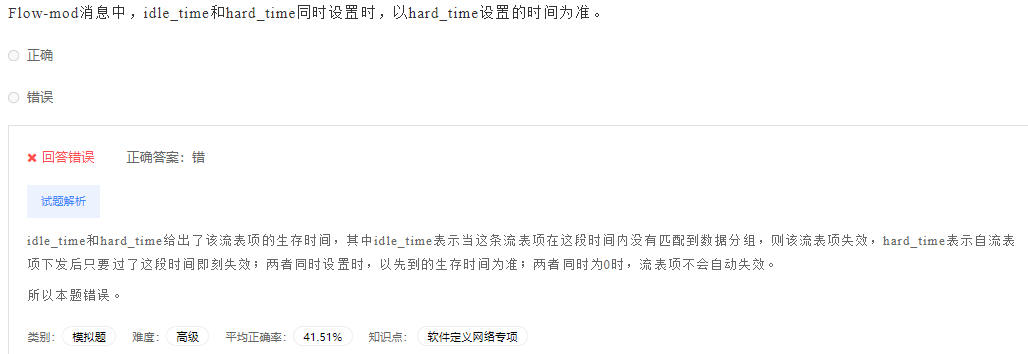 Flow-mod消息中，idle_time和hard_time同时设置时，以hard_time设置的时间为准。
正确
错误
回答错误 正确答案：错
试题解析
idle_time和hard_time给出了该流表项的生存时间，其中idle_time表示当这条流表项在这段时间内没有匹配到数据分组，则该流表项失效，hard_time表示自流表
项下发后只要过了这段时间即刻失效；两者同时设置时，以先到的生存时间为准；两者同时为0时，流表项不会自动失效。
所以本题错误。
类别： 模拟题 难度： 高级 平均正确率： 41.51% 知识点： 软件定义网络专项